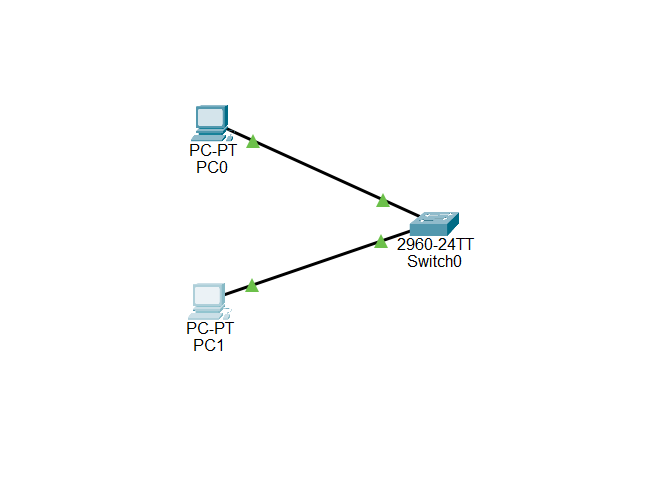 PC-PT
PC0
2960-24TT
Switch0
PC-PT
PC1